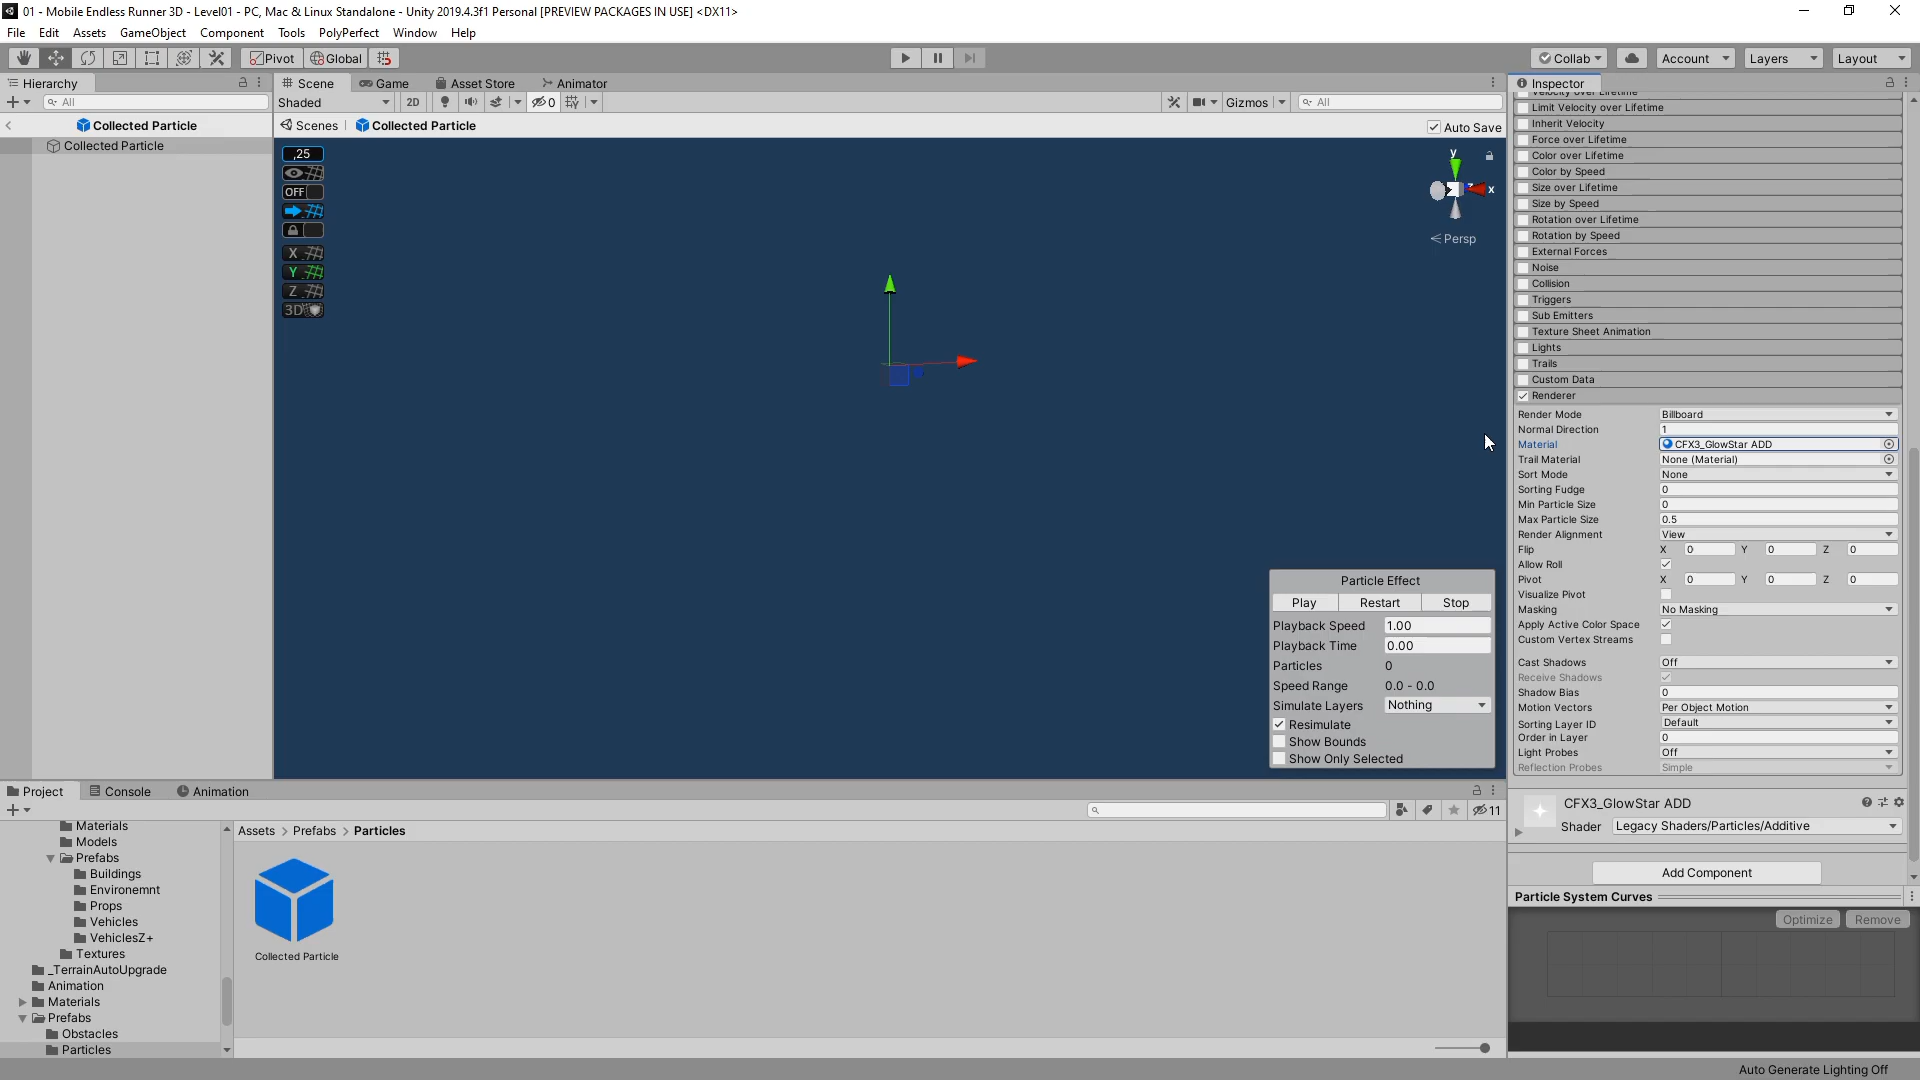 01 - Mobile Endless Runner 3D - Level01 - PC, Mac & Linux Standalone - Unity 2019.4.3f1 Personal [PREVIEW PACKAGES IN USE] <DX11>
File Edit Assets GameObject Component Tools PolyPerfect Window Help
Pivot Global Collab Account Layers Layout
Hierarchy
All
Collected Particle
Collected Particle
Scene Game Asset Store Animator
Shaded 2D 0 Gizmos All
Scenes Collected Particle Auto Save
,25
OFF
X
Y
Z
3D
y
x
Persp
Particle Effect
Play Restart Stop
Playback Speed 1.00
Playback Time 0.00
Particles 0
Speed Range 0.0 - 0.0
Simulate Layers Nothing
Resimulate
Show Bounds
Show Only Selected
Inspector
Velocity over Lifetime
Limit Velocity over Lifetime
Inherit Velocity
Force over Lifetime
Color over Lifetime
Color by Speed
Size over Lifetime
Size by Speed
Rotation over Lifetime
Rotation by Speed
External Forces
Noise
Collision
Triggers
Sub Emitters
Texture Sheet Animation
Lights
Trails
Custom Data
Renderer
Render Mode Billboard
Normal Direction 1
Material CFX3_GlowStar ADD
Trail Material None (Material)
Sort Mode None
Sorting Fudge 0
Min Particle Size 0
Max Particle Size 0.5
Render Alignment View
Flip X 0 Y 0 Z 0
Allow Roll
Pivot X 0 Y 0 Z 0
Visualize Pivot
Masking No Masking
Apply Active Color Space
Custom Vertex Streams
Cast Shadows Off
Receive Shadows
Shadow Bias 0
Motion Vectors Per Object Motion
Sorting Layer ID Default
Order in Layer 0
Light Probes Off
Reflection Probes Simple
CFX3_GlowStar ADD
Shader Legacy Shaders/Particles/Additive
Add Component
Particle System Curves
Optimize Remove
Project Console Animation
11
Materials
Models
Prefabs
Buildings
Environemnt
Props
Vehicles
VehiclesZ+
Textures
_TerrainAutoUpgrade
Animation
Materials
Prefabs
Obstacles
Particles
Assets > Prefabs > Particles
Collected Particle
Auto Generate Lighting Off